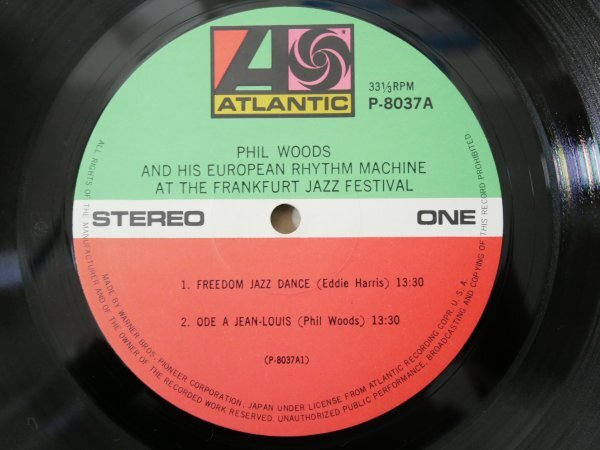 ATLANTIC
33⅓RPM
P-8037A
PHIL WOODS
AND HIS EUROPEAN RHYTHM MACHINE
AT THE FRANKFURT JAZZ FESTIVAL
STEREO
ONE
1. FREEDOM JAZZ DANCE (Eddie Harris) 13:30
2. ODE A JEAN-LOUIS (Phil Woods) 13:30
(P-8037A1)
ALL RIGHTS OF THE MANUFACTURER AND OF THE OWNER OF THE RECORDED WORK RESERVED. UNAUTHORIZED PUBLIC PERFORMANCE, BROADCASTING AND COPYING OF THIS RECORD PROHIBITED
MADE BY WARNER BROS. PIONEER CORPORATION, JAPAN UNDER LICENSE FROM ATLANTIC RECORDING COPR. U. S. A.